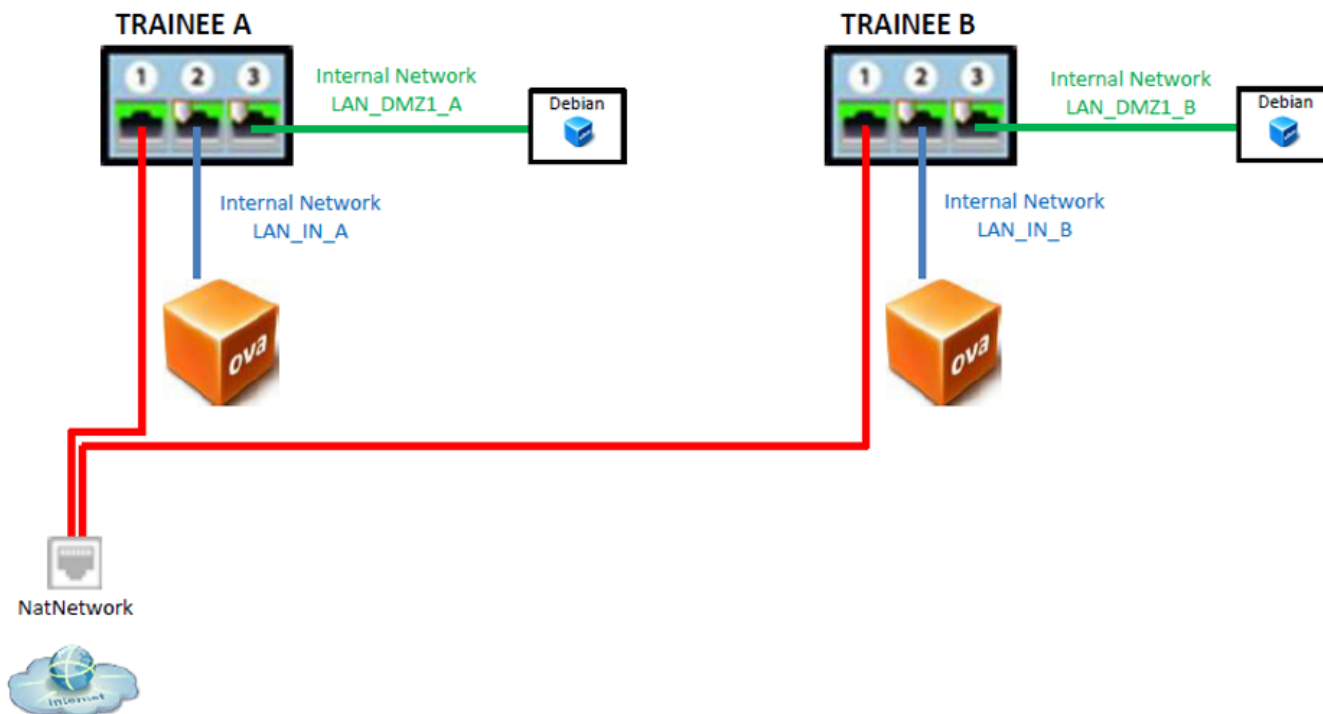 TRAINEE A
1 2 3
Internal Network
LAN_DMZ1_A
Debian
Internal Network
LAN_IN_A
ova
TRAINEE B
1 2 3
Internal Network
LAN_DMZ1_B
Debian
Internal Network
LAN_IN_B
ova
NatNetwork
Internet